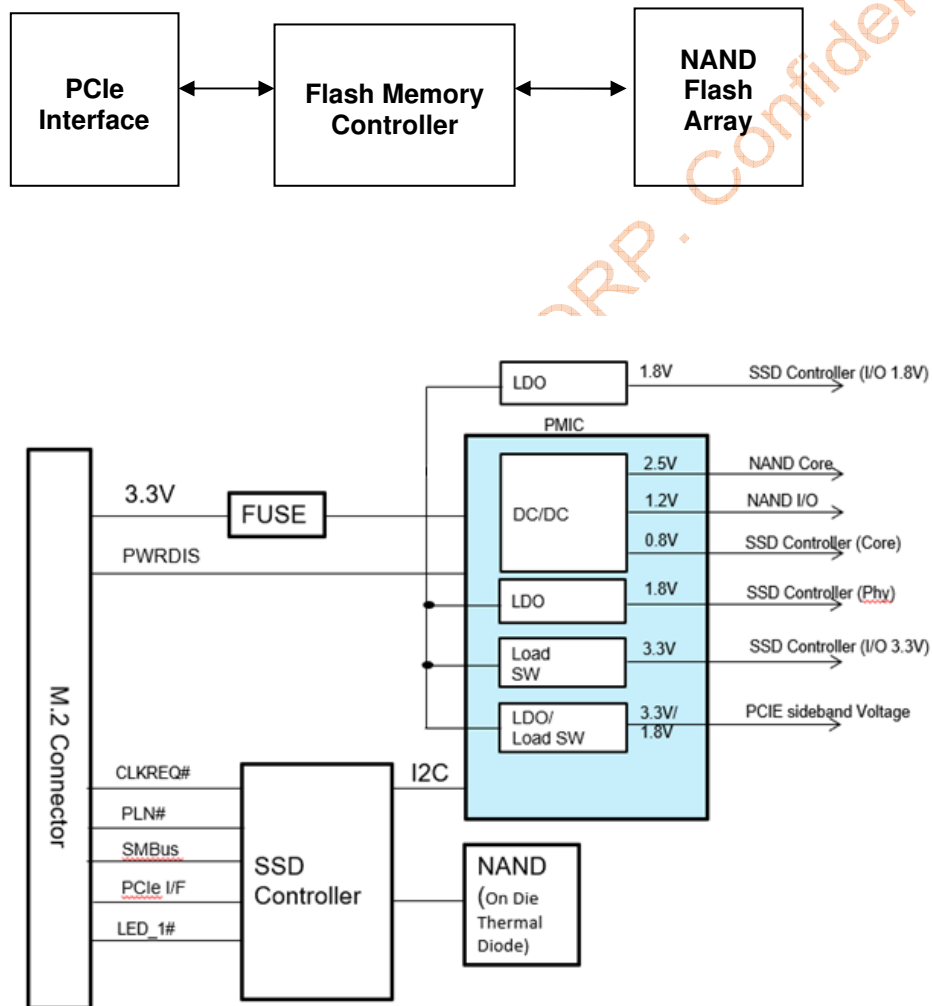 PCIe
Interface
Flash Memory
Controller
NAND
Flash
Array
ORP. Confider
LDO
1.8V
SSD Controller (I/O 1.8V)
PMIC
3.3V
FUSE
PWRDIS
DC/DC
2.5V
NAND Core
1.2V
NAND I/O
0.8V
SSD Controller (Core)
LDO
1.8V
SSD Controller (Phy)
Load
SW
3.3V
SSD Controller (I/O 3.3V)
LDO/
Load SW
3.3V/
1.8V
PCIE sideband Voltage
M.2 Connector
CLKREQ#
PLN#
SMBus
PCIe I/F
LED_1#
SSD
Controller
I2C
NAND
(On Die
Thermal
Diode)